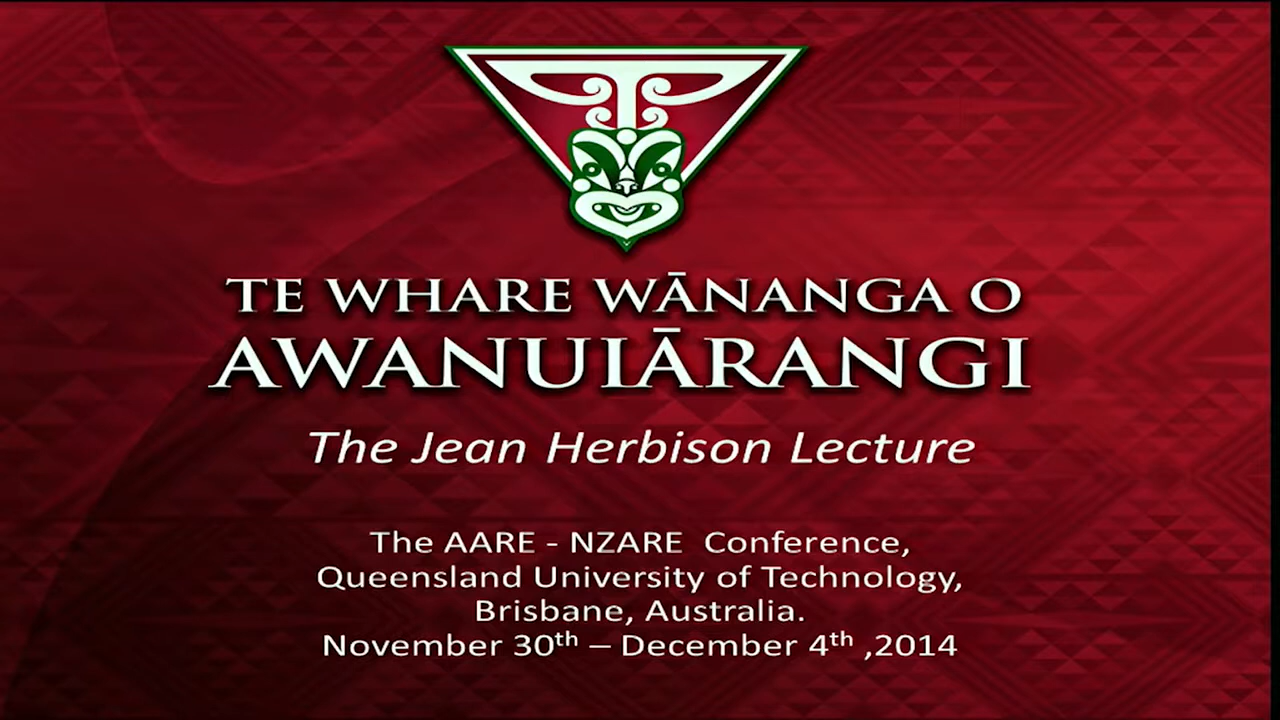 TE WHARE WĀNANGA O
AWANUIĀRANGI
The Jean Herbison Lecture
The AARE - NZARE Conference,
Queensland University of Technology,
Brisbane, Australia.
November 30th – December 4th ,2014